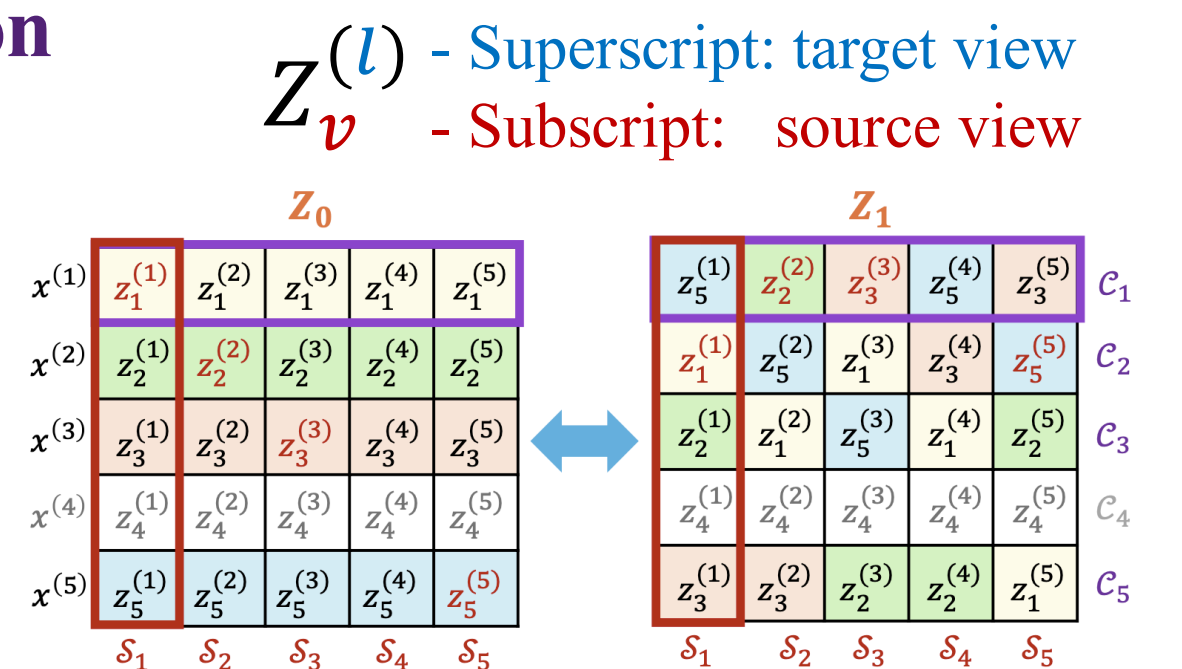 on
Z_v^(l) - Superscript: target view
- Subscript: source view
Z_0 Z_1
x^(1) z_1^(1) z_1^(2) z_1^(3) z_1^(4) z_1^(5) z_5^(1) z_2^(2) z_3^(3) z_5^(4) z_3^(5) C_1
x^(2) z_2^(1) z_2^(2) z_2^(3) z_2^(4) z_2^(5) z_1^(1) z_5^(2) z_1^(3) z_3^(4) z_5^(5) C_2
x^(3) z_3^(1) z_3^(2) z_3^(3) z_3^(4) z_3^(5) z_2^(1) z_1^(2) z_5^(3) z_1^(4) z_2^(5) C_3
x^(4) z_4^(1) z_4^(2) z_4^(3) z_4^(4) z_4^(5) z_4^(1) z_4^(2) z_4^(3) z_4^(4) z_4^(5) C_4
x^(5) z_5^(1) z_5^(2) z_5^(3) z_5^(4) z_5^(5) z_3^(1) z_3^(2) z_2^(3) z_2^(4) z_1^(5) C_5
S_1 S_2 S_3 S_4 S_5 S_1 S_2 S_3 S_4 S_5